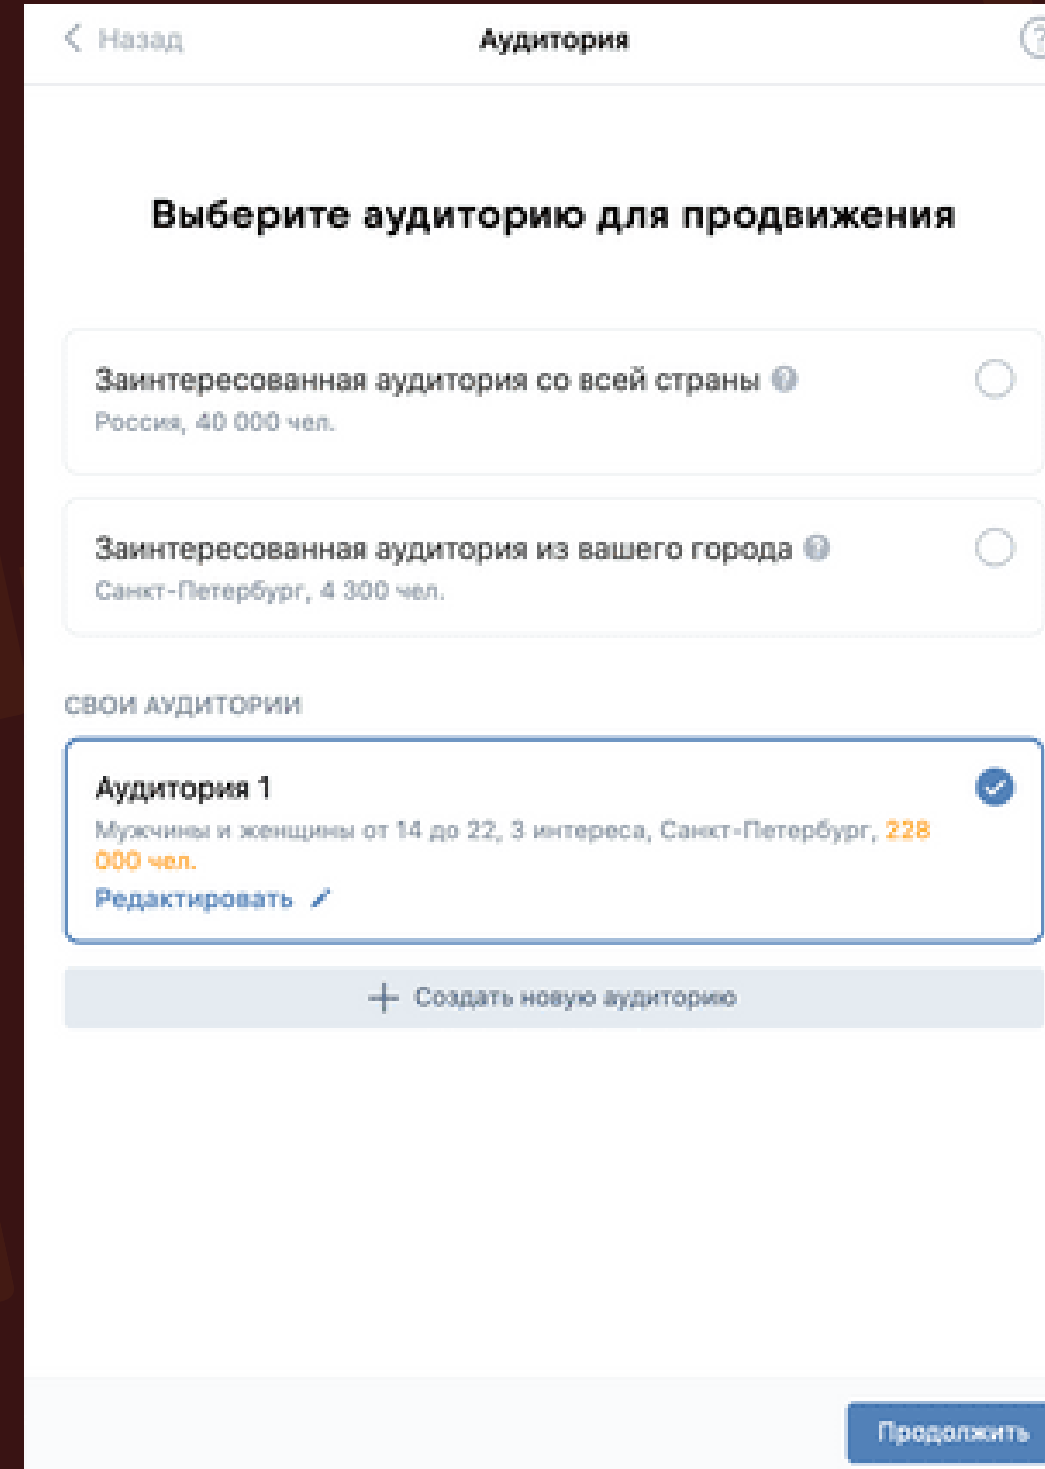 Назад
Аудитория
Выберите аудиторию для продвижения
Заинтересованная аудитория со всей страны
Россия, 40 000 чел.
Заинтересованная аудитория из вашего города
Санкт-Петербург, 4 300 чел.
СВОИ АУДИТОРИИ
Аудитория 1
Мужчины и женщины от 14 до 22, 3 интереса, Санкт-Петербург, 228
000 чел.
Редактировать
+ Создать новую аудиторию
Продолжить